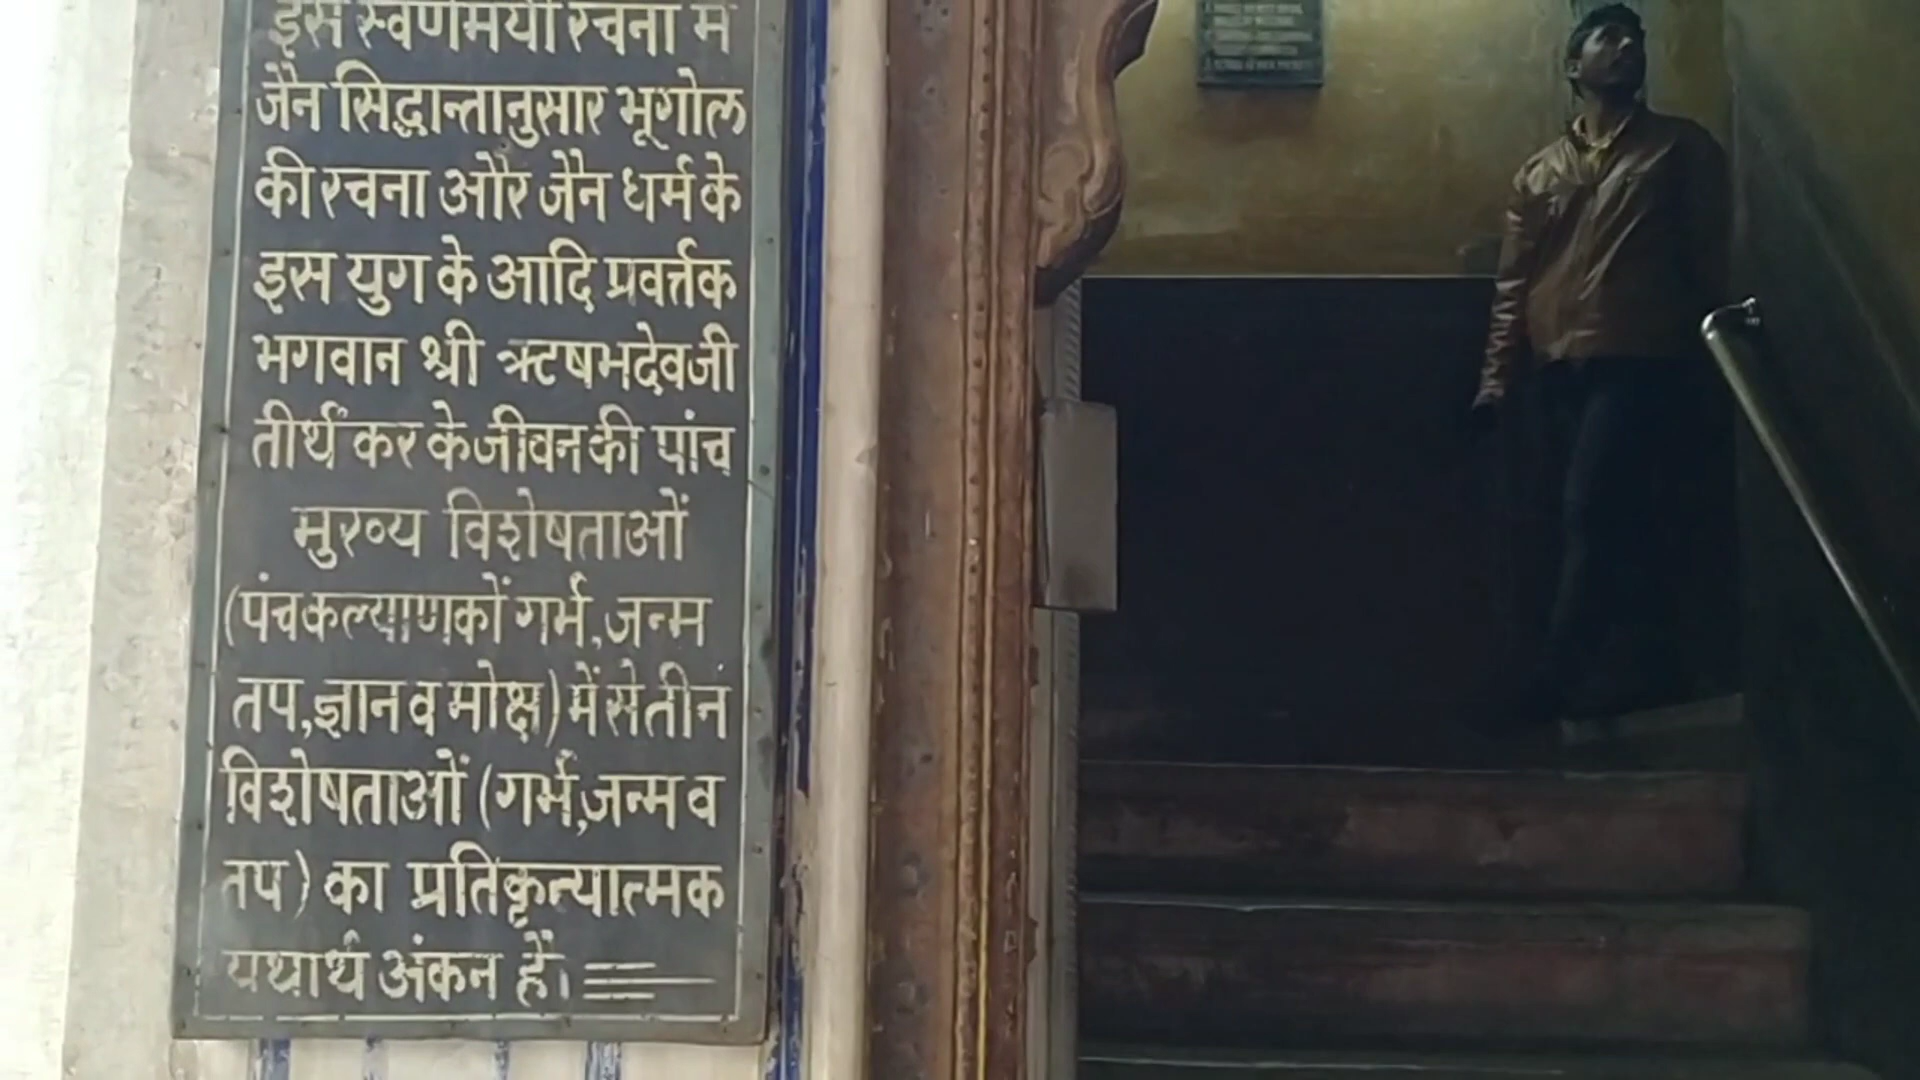 इस स्वर्णमयी रचना में
जैन सिद्धान्तानुसार भूगोल
की रचना और जैन धर्म के
इस युग के आदि प्रवर्त्तक
भगवान श्री ऋषभदेवजी
तीर्थंकर के जीवन की पांच
मुख्य विशेषताओं
(पंचकल्याणकों गर्भ,जन्म
तप,ज्ञान व मोक्ष) में से तीन
विशेषताओं (गर्भ,जन्म व
तप) का प्रतिकृत्यात्मक
यथार्थ अंकन हैं।